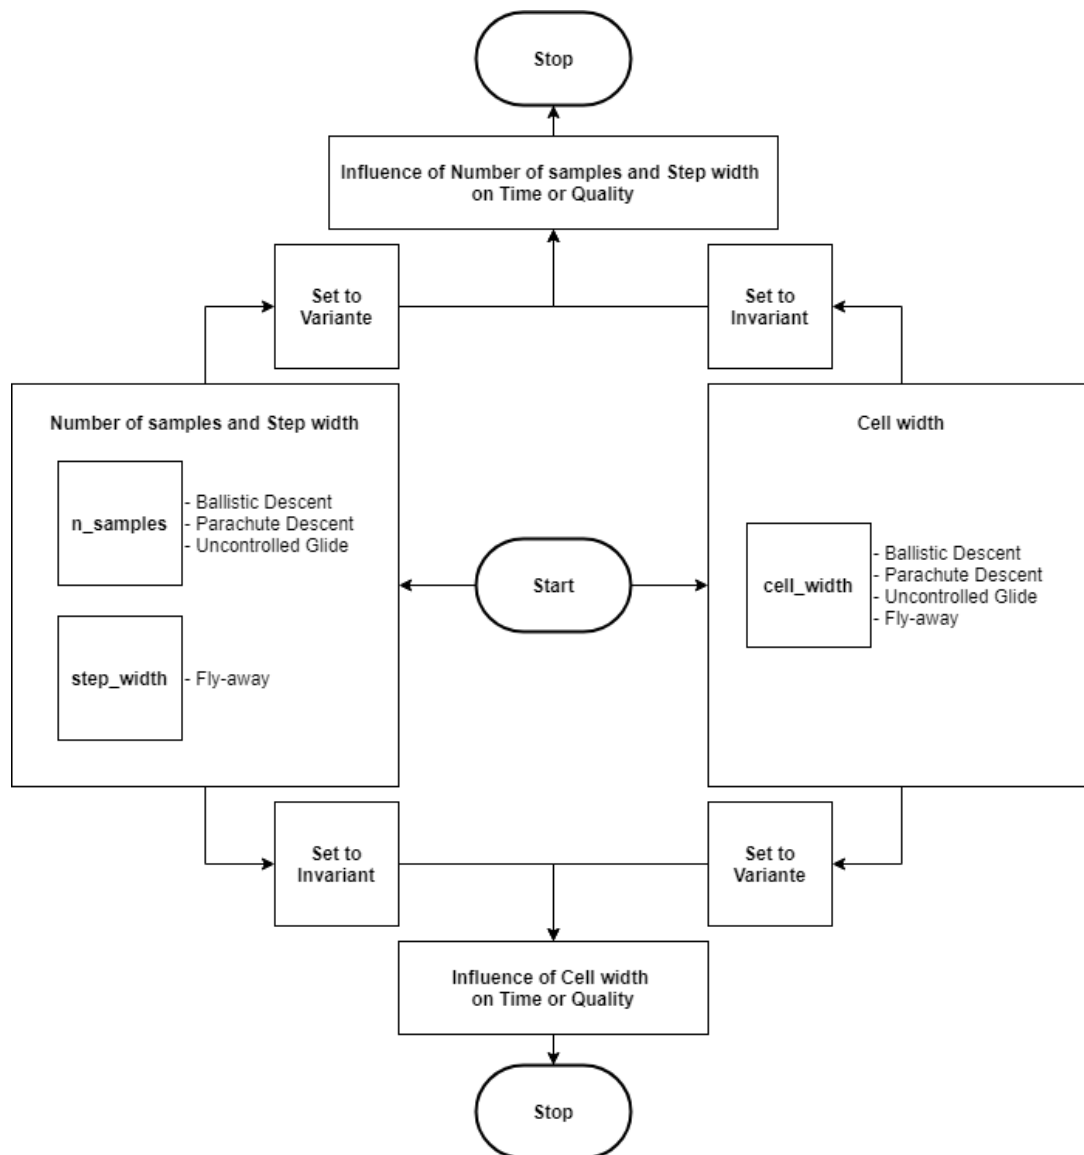 Stop
Influence of Number of samples and Step width
on Time or Quality
Set to
Variante
Set to
Invariant
Number of samples and Step width
n_samples
- Ballistic Descent
- Parachute Descent
- Uncontrolled Glide
step_width
- Fly-away
Start
Cell width
cell_width
- Ballistic Descent
- Parachute Descent
- Uncontrolled Glide
- Fly-away
Set to
Invariant
Set to
Variante
Influence of Cell width
on Time or Quality
Stop